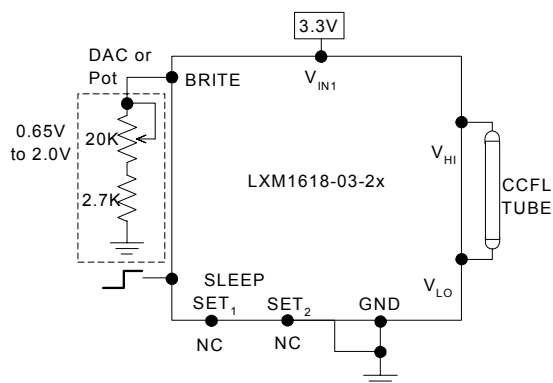 3.3V
DAC or
Pot
BRITE
V IN1
0.65V
to 2.0V
20K
2.7K
LXM1618-03-2x
V HI
CCFL
TUBE
SLEEP
V LO
SET 1
SET 2
GND
NC
NC